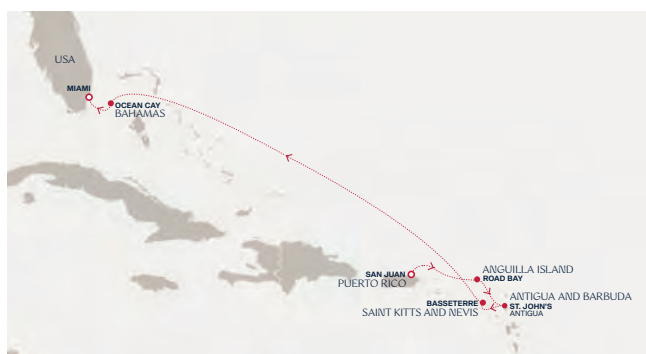 USA
MIAMI
OCEAN CAY
BAHAMAS
SAN JUAN
PUERTO RICO
ANGUILLA ISLAND
ROAD BAY
ANTIGUA AND BARBUDA
ST. JOHN'S
ANTIGUA
BASSETERRE
SAINT KITTS AND NEVIS